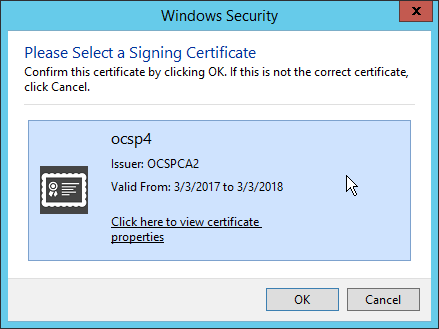 Windows Security
Please Select a Signing Certificate
Confirm this certificate by clicking OK. If this is not the correct certificate,
click Cancel.
ocsp4
Issuer: OCSPCA2
Valid From: 3/3/2017 to 3/3/2018
Click here to view certificate
properties
OK
Cancel